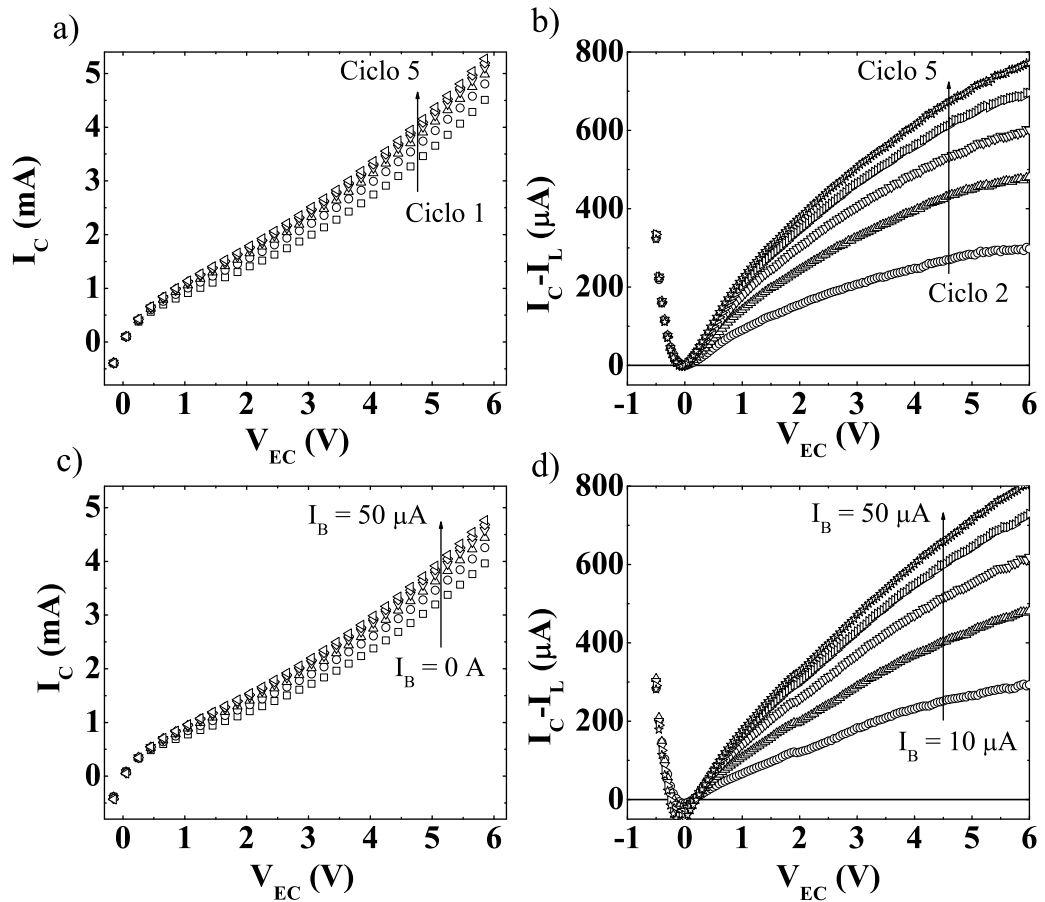 a)
5
4
3
2
1
0
I_C (mA)
Ciclo 5
Ciclo 1
0 1 2 3 4 5 6
V_EC (V)
b)
800
600
400
200
0
I_C-I_L (µA)
Ciclo 5
Ciclo 2
-1 0 1 2 3 4 5 6
V_EC (V)
c)
5
4
3
2
1
0
I_C (mA)
I_B = 50 µA
I_B = 0 A
0 1 2 3 4 5 6
V_EC (V)
d)
800
600
400
200
0
I_C-I_L (µA)
I_B = 50 µA
I_B = 10 µA
-1 0 1 2 3 4 5 6
V_EC (V)